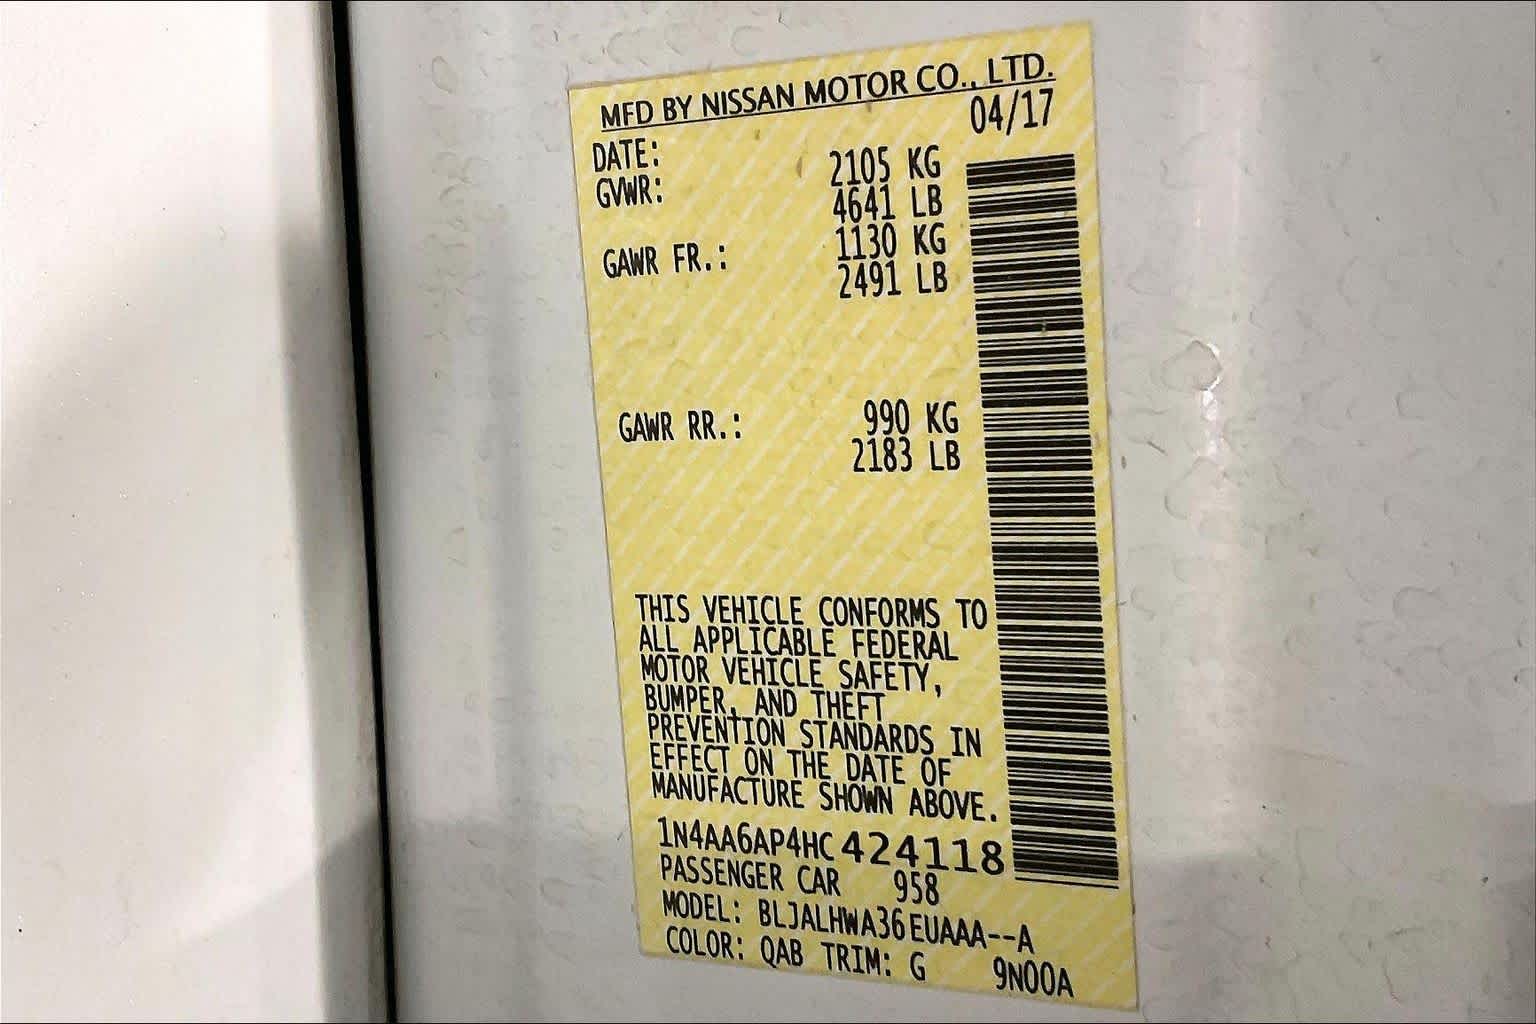 MFD BY NISSAN MOTOR CO., LTD.
DATE: 04/17
GVWR: 2105 KG
4641 LB
GAWR FR.: 1130 KG
2491 LB
GAWR RR.: 990 KG
2183 LB
THIS VEHICLE CONFORMS TO
ALL APPLICABLE FEDERAL
MOTOR VEHICLE SAFETY,
BUMPER, AND THEFT
PREVENTION STANDARDS IN
EFFECT ON THE DATE OF
MANUFACTURE SHOWN ABOVE.
1N4AA6AP4HC424118
PASSENGER CAR 958
MODEL: BLJALHWA36EUAAA--A
COLOR: QAB TRIM: G 9N00A